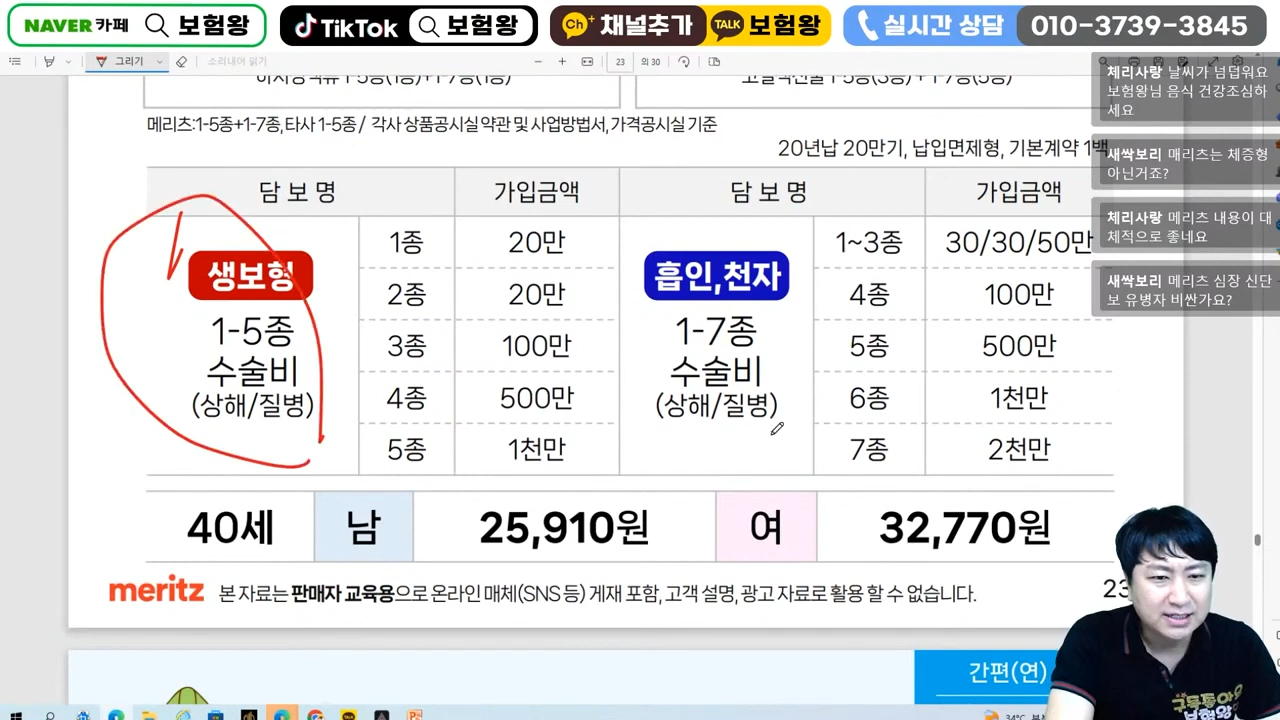 NAVER 카페 보험왕
TikTok 보험왕
Ch+ 채널추가 TALK 보험왕
실시간 상담 010-3739-3845
그리기
소리내어 읽기
23 의 30
체리사랑 날씨가 넘덥워요
보험왕님 음식 건강조심하
세요
새싹보리 매리츠는 체증형
아닌거죠?
체리사랑 메리츠 내용이 대
체적으로 좋네요
새싹보리 메리츠 심장 신단
보 유병자 비싼가요?
메리츠:1-5종+1-7종, 타사 1-5종 / 각사 상품공시실 약관 및 사업방법서, 가격공시실 기준
20년납 20만기, 납입면제형, 기본계약 1백
담 보 명 가입금액 담 보 명 가입금액
생보형
1-5종
수술비
(상해/질병)
1종 20만
2종 20만
3종 100만
4종 500만
5종 1천만
흡인,천자
1-7종
수술비
(상해/질병)
1~3종 30/30/50만
4종 100만
5종 500만
6종 1천만
7종 2천만
40세 남 25,910원 여 32,770원
meritz 본 자료는 판매자 교육용으로 온라인 매체(SNS 등) 게재 포함, 고객 설명, 광고 자료로 활용 할 수 없습니다.
23
간편(연)
34°C